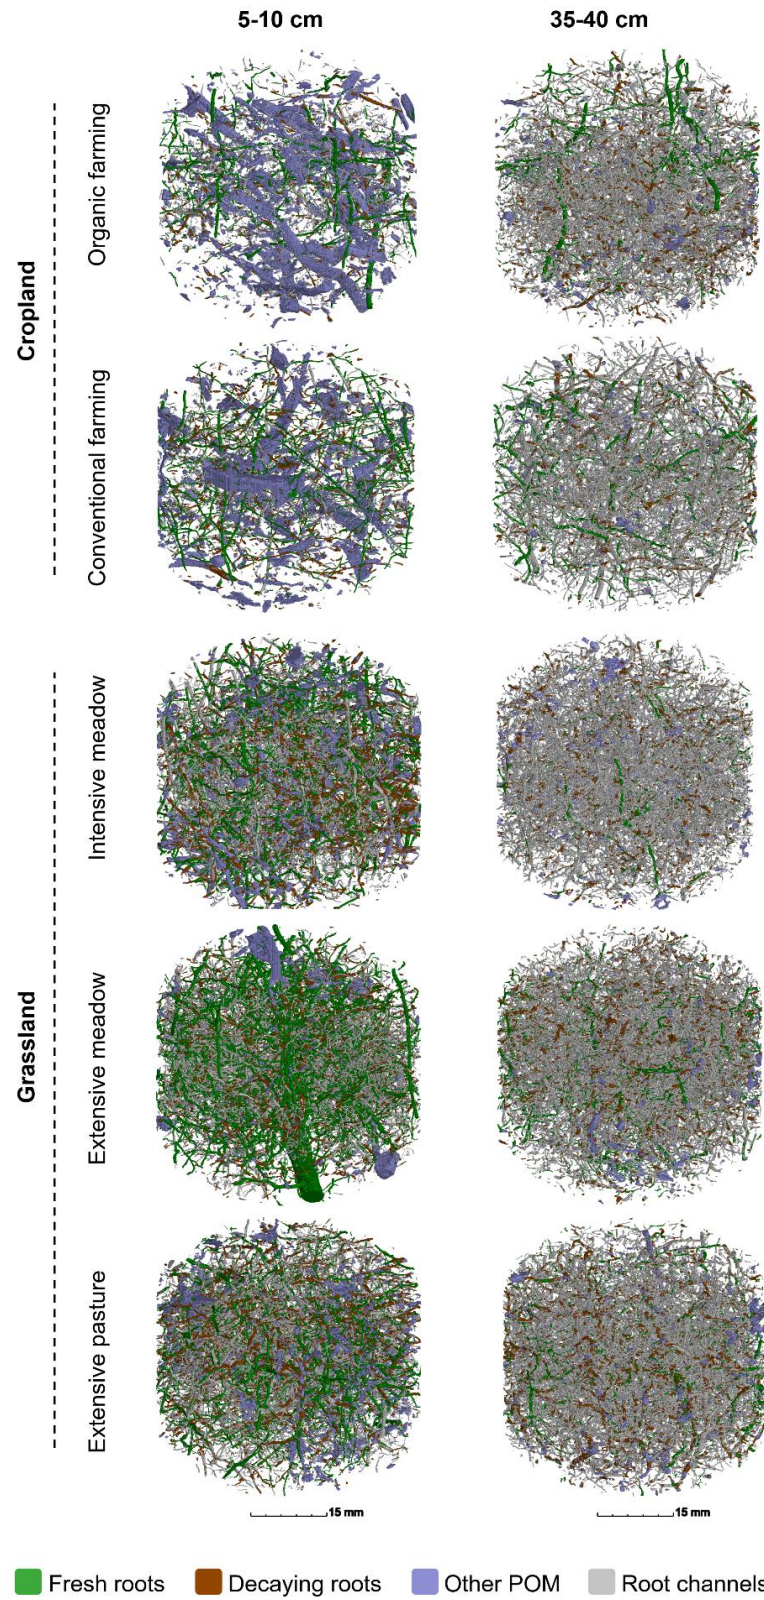 5-10 cm 35-40 cm
Cropland
Organic farming
Conventional farming
Grassland
Intensive meadow
Extensive meadow
Extensive pasture
15 mm 15 mm
Fresh roots Decaying roots Other POM Root channels